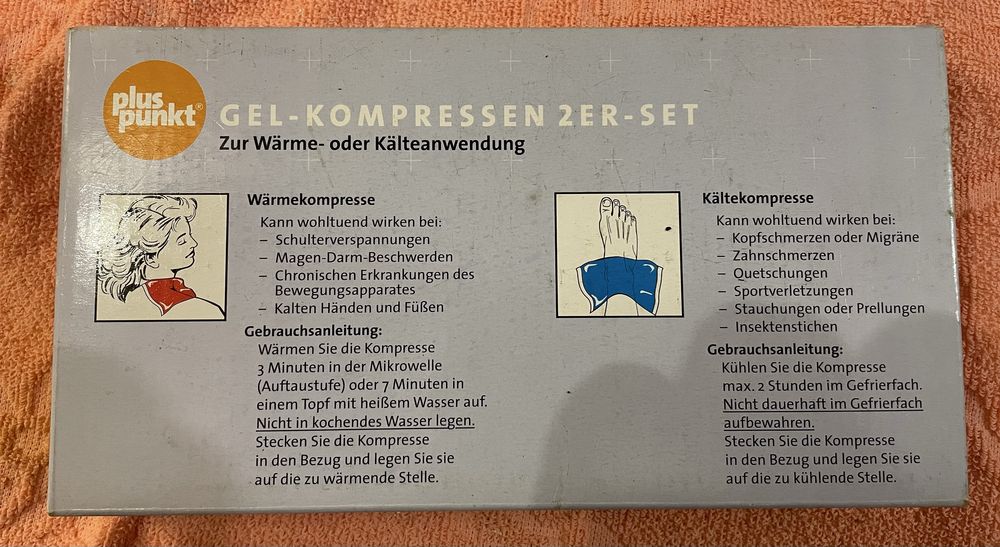 plus
punkt®
GEL-KOMPRESSEN 2ER-SET
Zur Wärme- oder Kälteanwendung
Wärmekompresse
Kann wohltuend wirken bei:
– Schulterverspannungen
– Magen-Darm-Beschwerden
– Chronischen Erkrankungen des
Bewegungsapparates
– Kalten Händen und Füßen
Gebrauchsanleitung:
Wärmen Sie die Kompresse
3 Minuten in der Mikrowelle
(Auftaustufe) oder 7 Minuten in
einem Topf mit heißem Wasser auf.
Nicht in kochendes Wasser legen.
Stecken Sie die Kompresse
in den Bezug und legen Sie sie
auf die zu wärmende Stelle.
Kältekompresse
Kann wohltuend wirken bei:
– Kopfschmerzen oder Migräne
– Zahnschmerzen
– Quetschungen
– Sportverletzungen
– Stauchungen oder Prellungen
– Insektenstichen
Gebrauchsanleitung:
Kühlen Sie die Kompresse
max. 2 Stunden im Gefrierfach.
Nicht dauerhaft im Gefrierfach
aufbewahren.
Stecken Sie die Kompresse
in den Bezug und legen Sie sie
auf die zu kühlende Stelle.